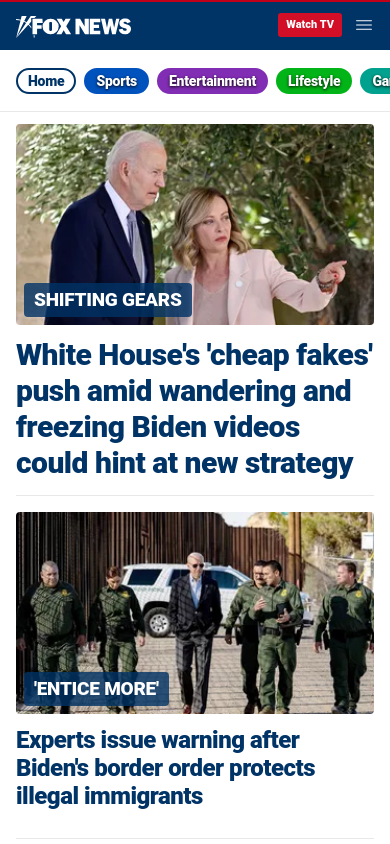 FOX NEWS
Watch TV
Home
Sports
Entertainment
Lifestyle
Ga
SHIFTING GEARS
White House's 'cheap fakes'
push amid wandering and
freezing Biden videos
could hint at new strategy
'ENTICE MORE'
Experts issue warning after
Biden's border order protects
illegal immigrants